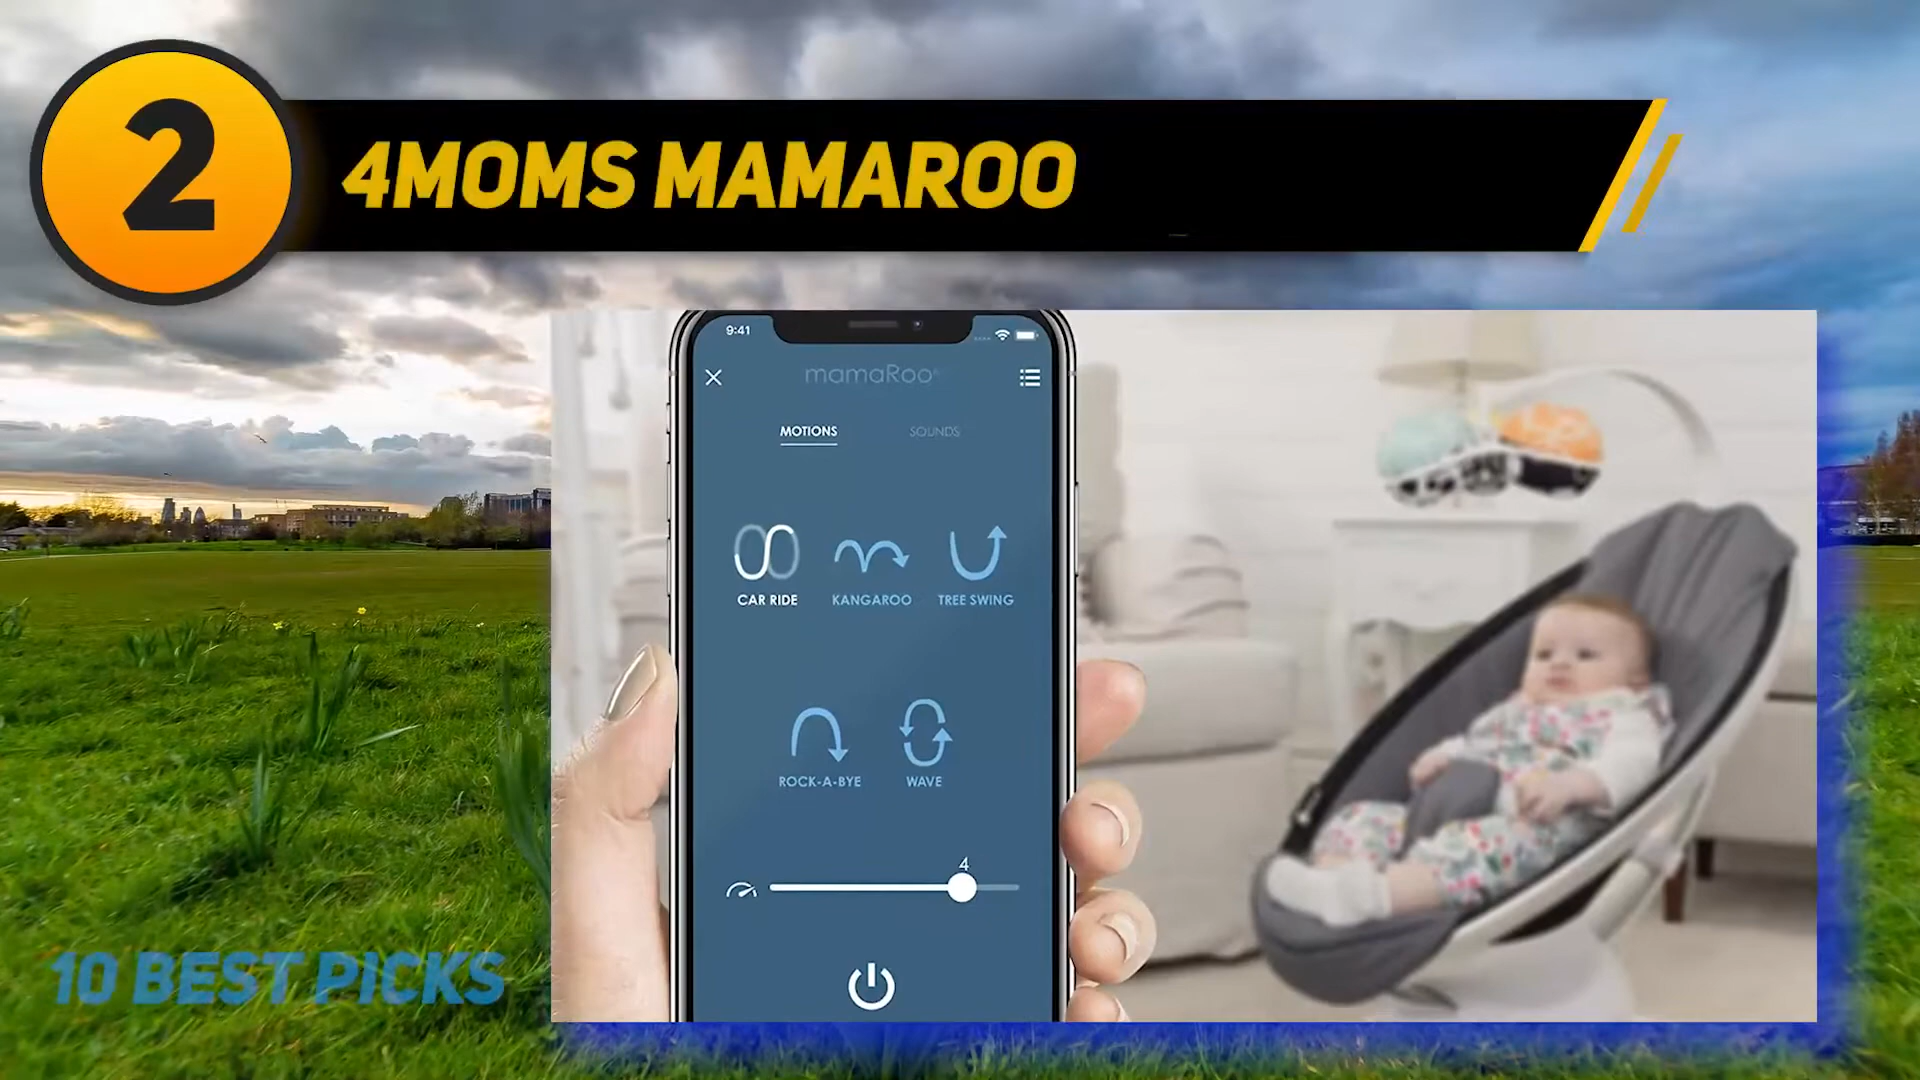 2
4MOMS MAMAROO
9:41
mamaRoo
MOTIONS SOUNDS
CAR RIDE KANGAROO TREE SWING
ROCK-A-BYE WAVE
4
10 BEST PICKS